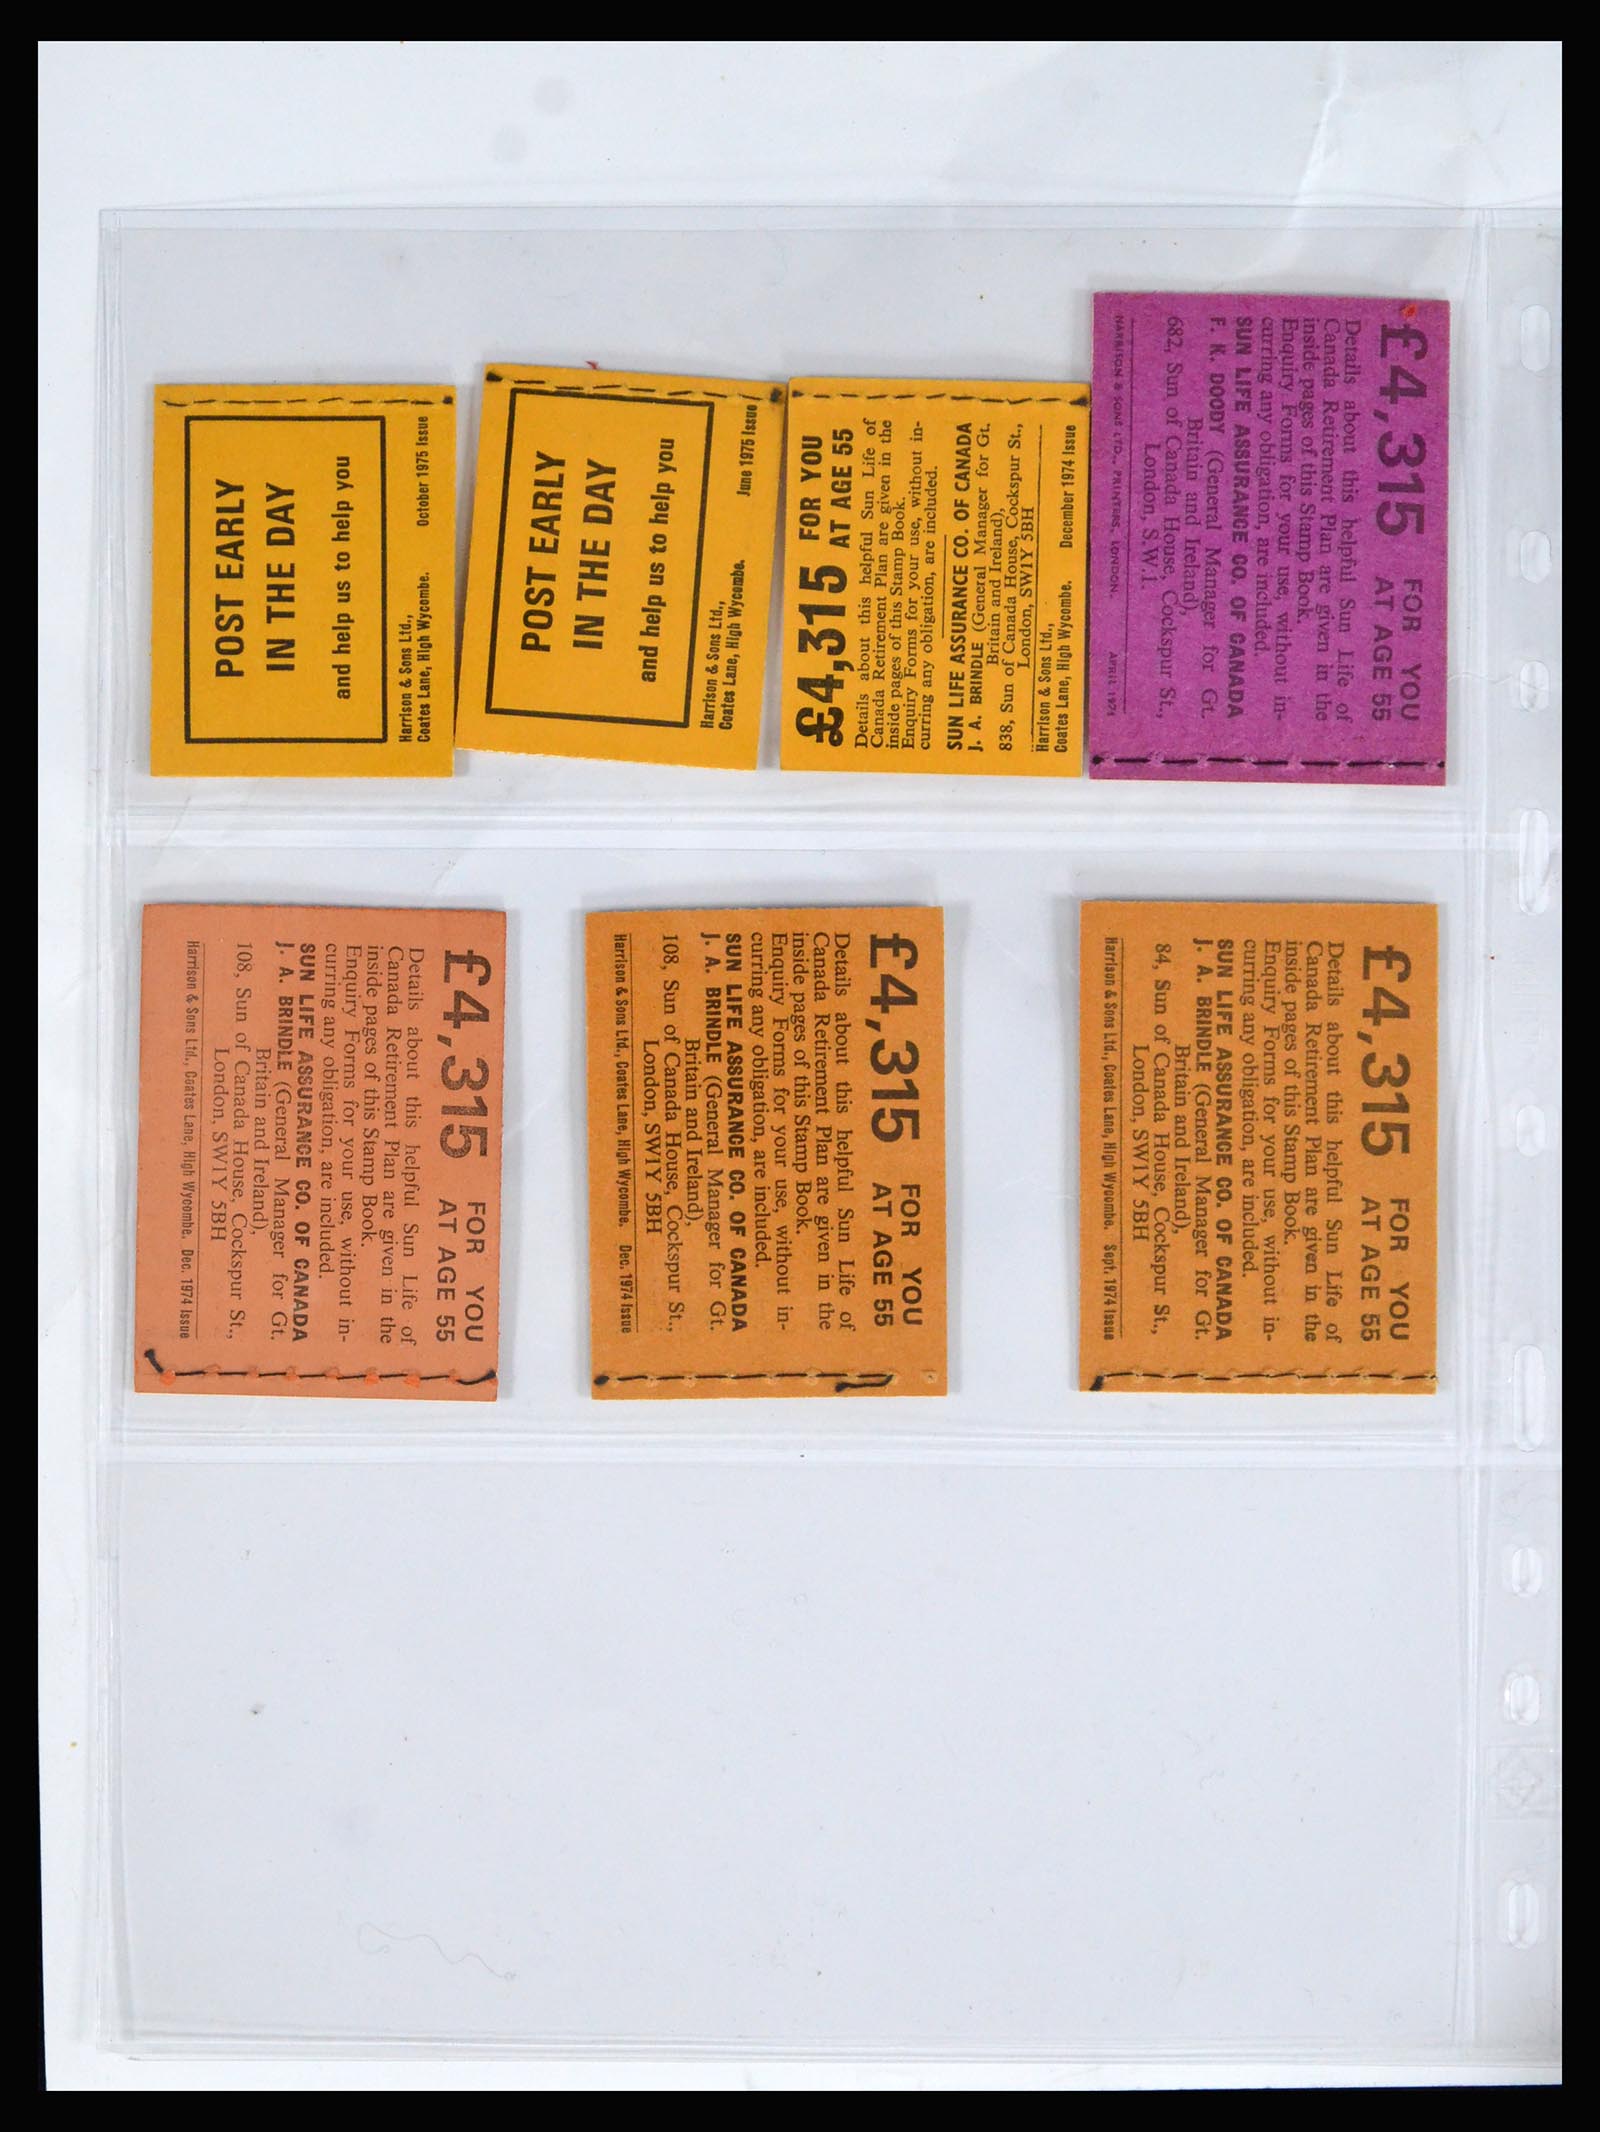 POST EARLY
IN THE DAY
and help us to help you
Harrison & Sons Ltd.,
Coates Lane, High Wycombe. October 1975 Issue
POST EARLY
IN THE DAY
and help us to help you
Harrison & Sons Ltd.,
Coates Lane, High Wycombe. June 1975 Issue
£4,315 FOR YOU
AT AGE 55
Details about this helpful Sun Life of
Canada Retirement Plan are given in the
inside pages of this Stamp Book.
Enquiry Forms for your use, without in-
curring any obligation, are included.
SUN LIFE ASSURANCE CO. OF CANADA
J. A. BRINDLE (General Manager for Gt.
Britain and Ireland),
838, Sun of Canada House, Cockspur St.,
London, SW1Y 5BH
Harrison & Sons Ltd.,
Coates Lane, High Wycombe. December 1974 Issue
£4,315 FOR YOU
AT AGE 55
Details about this helpful Sun Life of
Canada Retirement Plan are given in the
inside pages of this Stamp Book.
Enquiry Forms for your use, without in-
curring any obligation, are included.
SUN LIFE ASSURANCE CO. OF CANADA
F. K. DOODY (General Manager for Gt.
Britain and Ireland),
682, Sun of Canada House, Cockspur St.,
London, S.W.1.
HARRISON & SONS LTD., PRINTERS, LONDON. APRIL 1971
£4,315 FOR YOU
AT AGE 55
Details about this helpful Sun Life of
Canada Retirement Plan are given in the
inside pages of this Stamp Book.
Enquiry Forms for your use, without in-
curring any obligation, are included.
SUN LIFE ASSURANCE CO. OF CANADA
J. A. BRINDLE (General Manager for Gt.
Britain and Ireland),
108, Sun of Canada House, Cockspur St.,
London, SW1Y 5BH
Harrison & Sons Ltd., Coates Lane, High Wycombe. Dec. 1974 Issue
£4,315 FOR YOU
AT AGE 55
Details about this helpful Sun Life of
Canada Retirement Plan are given in the
inside pages of this Stamp Book.
Enquiry Forms for your use, without in-
curring any obligation, are included.
SUN LIFE ASSURANCE CO. OF CANADA
J. A. BRINDLE (General Manager for Gt.
Britain and Ireland),
108, Sun of Canada House, Cockspur St.,
London, SW1Y 5BH
Harrison & Sons Ltd., Coates Lane, High Wycombe. Dec. 1974 Issue
£4,315 FOR YOU
AT AGE 55
Details about this helpful Sun Life of
Canada Retirement Plan are given in the
inside pages of this Stamp Book.
Enquiry Forms for your use, without in-
curring any obligation, are included.
SUN LIFE ASSURANCE CO. OF CANADA
J. A. BRINDLE (General Manager for Gt.
Britain and Ireland),
84, Sun of Canada House, Cockspur St.,
London, SW1Y 5BH
Harrison & Sons Ltd., Coates Lane, High Wycombe. Sept. 1974 Issue